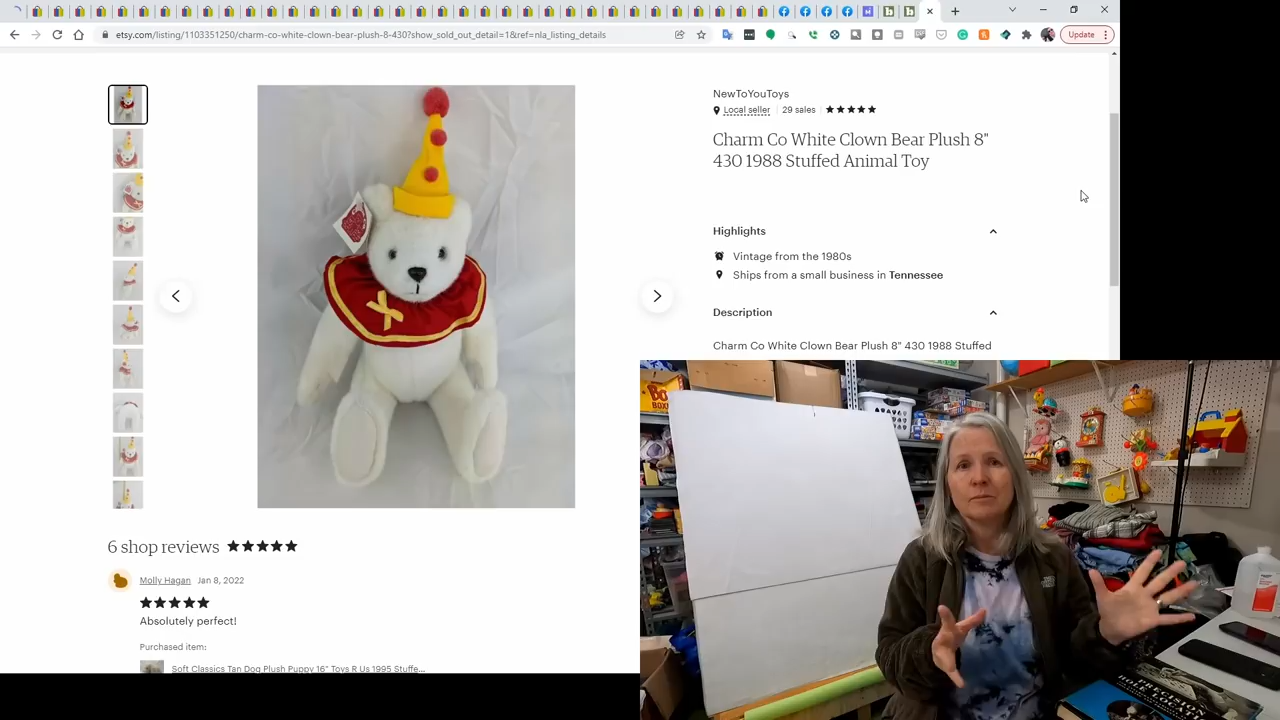 etsy.com/listing/1103351250/charm-co-white-clown-bear-plush-8-430?show_sold_out_detail=1&ref=nla_listing_details
Update
NewToYouToys
Local seller 29 sales
Charm Co White Clown Bear Plush 8"
430 1988 Stuffed Animal Toy
Highlights
Vintage from the 1980s
Ships from a small business in Tennessee
Description
Charm Co White Clown Bear Plush 8" 430 1988 Stuffed
6 shop reviews
Molly Hagan Jan 8, 2022
Absolutely perfect!
Purchased item:
Soft Classics Tan Dog Plush Puppy 16" Toys R Us 1995 Stuffe...
PRECISION